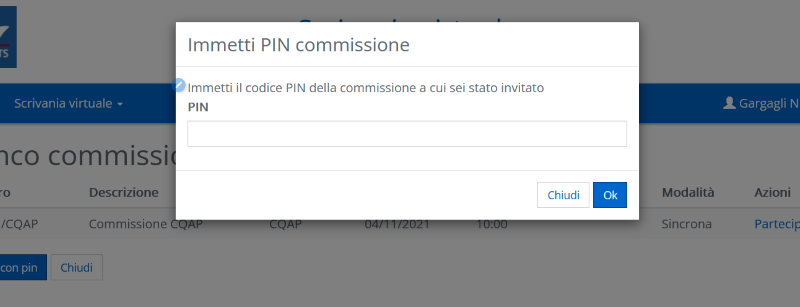 Immetti PIN commissione
TS
Immetti il codice PIN della commissione a cui sei stato invitato
Scrivania virtuale
Gargagli N
PIN
nco commissio
ro Descrizione Modalità Azioni
/CQAP Commissione CQAP CQAP 04/11/2021 10:00 Sincrona Partecip
Chiudi Ok
con pin Chiudi